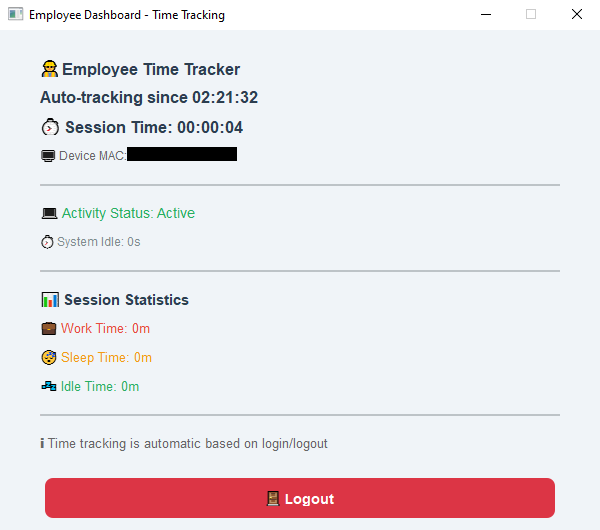 Employee Dashboard - Time Tracking
Employee Time Tracker
Auto-tracking since 02:21:32
Session Time: 00:00:04
Device MAC:
Activity Status: Active
System Idle: 0s
Session Statistics
Work Time: 0m
Sleep Time: 0m
Idle Time: 0m
ℹ Time tracking is automatic based on login/logout
Logout